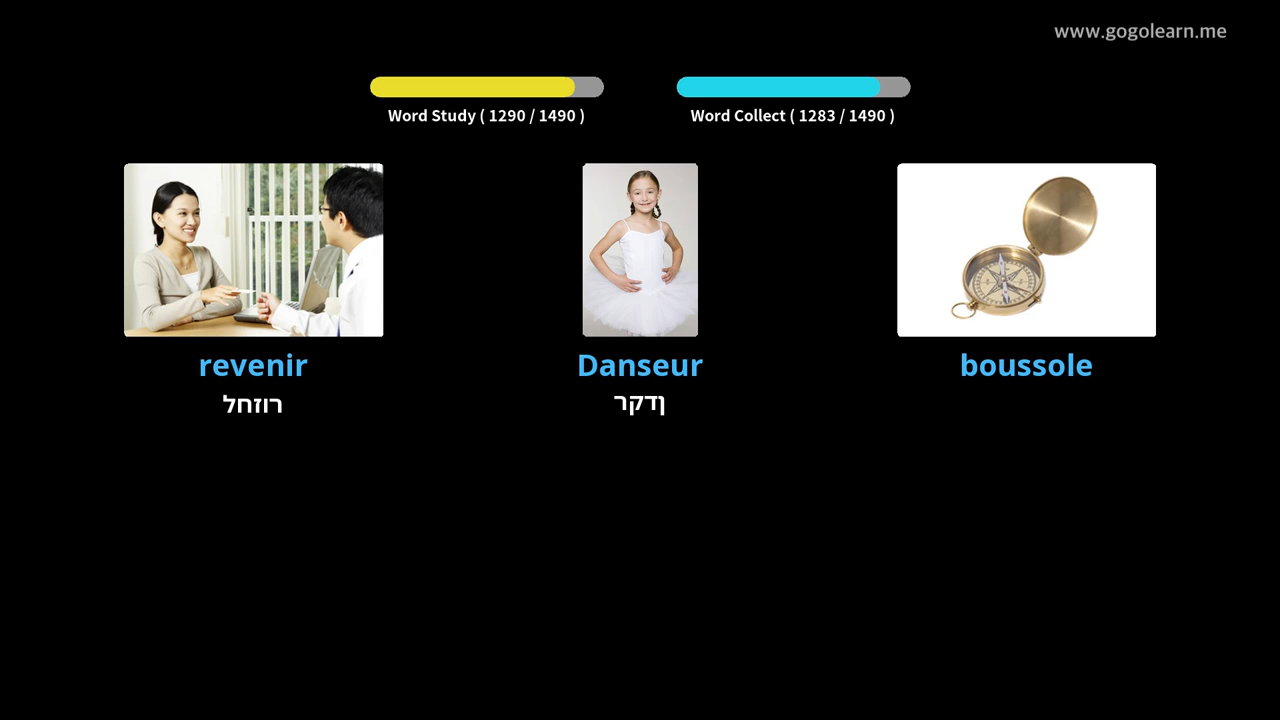 www.gogolearn.me
Word Study ( 1290 / 1490 )
Word Collect ( 1283 / 1490 )
revenir
Danseur
boussole
רוזחל
ןדקר